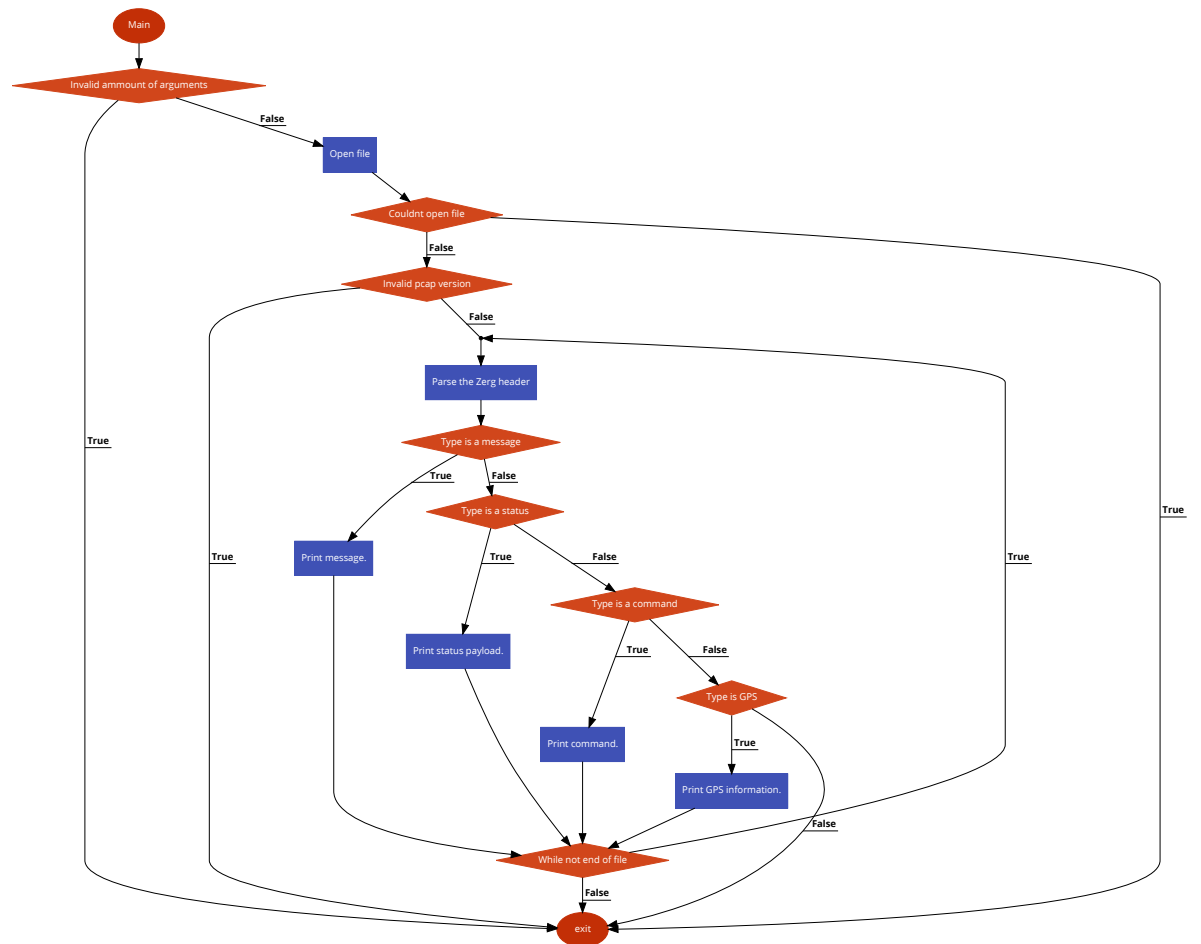 Main
Invalid ammount of arguments
False
Open file
Couldnt open file
False
Invalid pcap version
False
Parse the Zerg header
Type is a message
True
True
False
Type is a status
True
Print message.
True
True
False
True
Type is a command
Print status payload.
True
False
Type is GPS
Print command.
True
Print GPS information.
False
While not end of file
False
exit